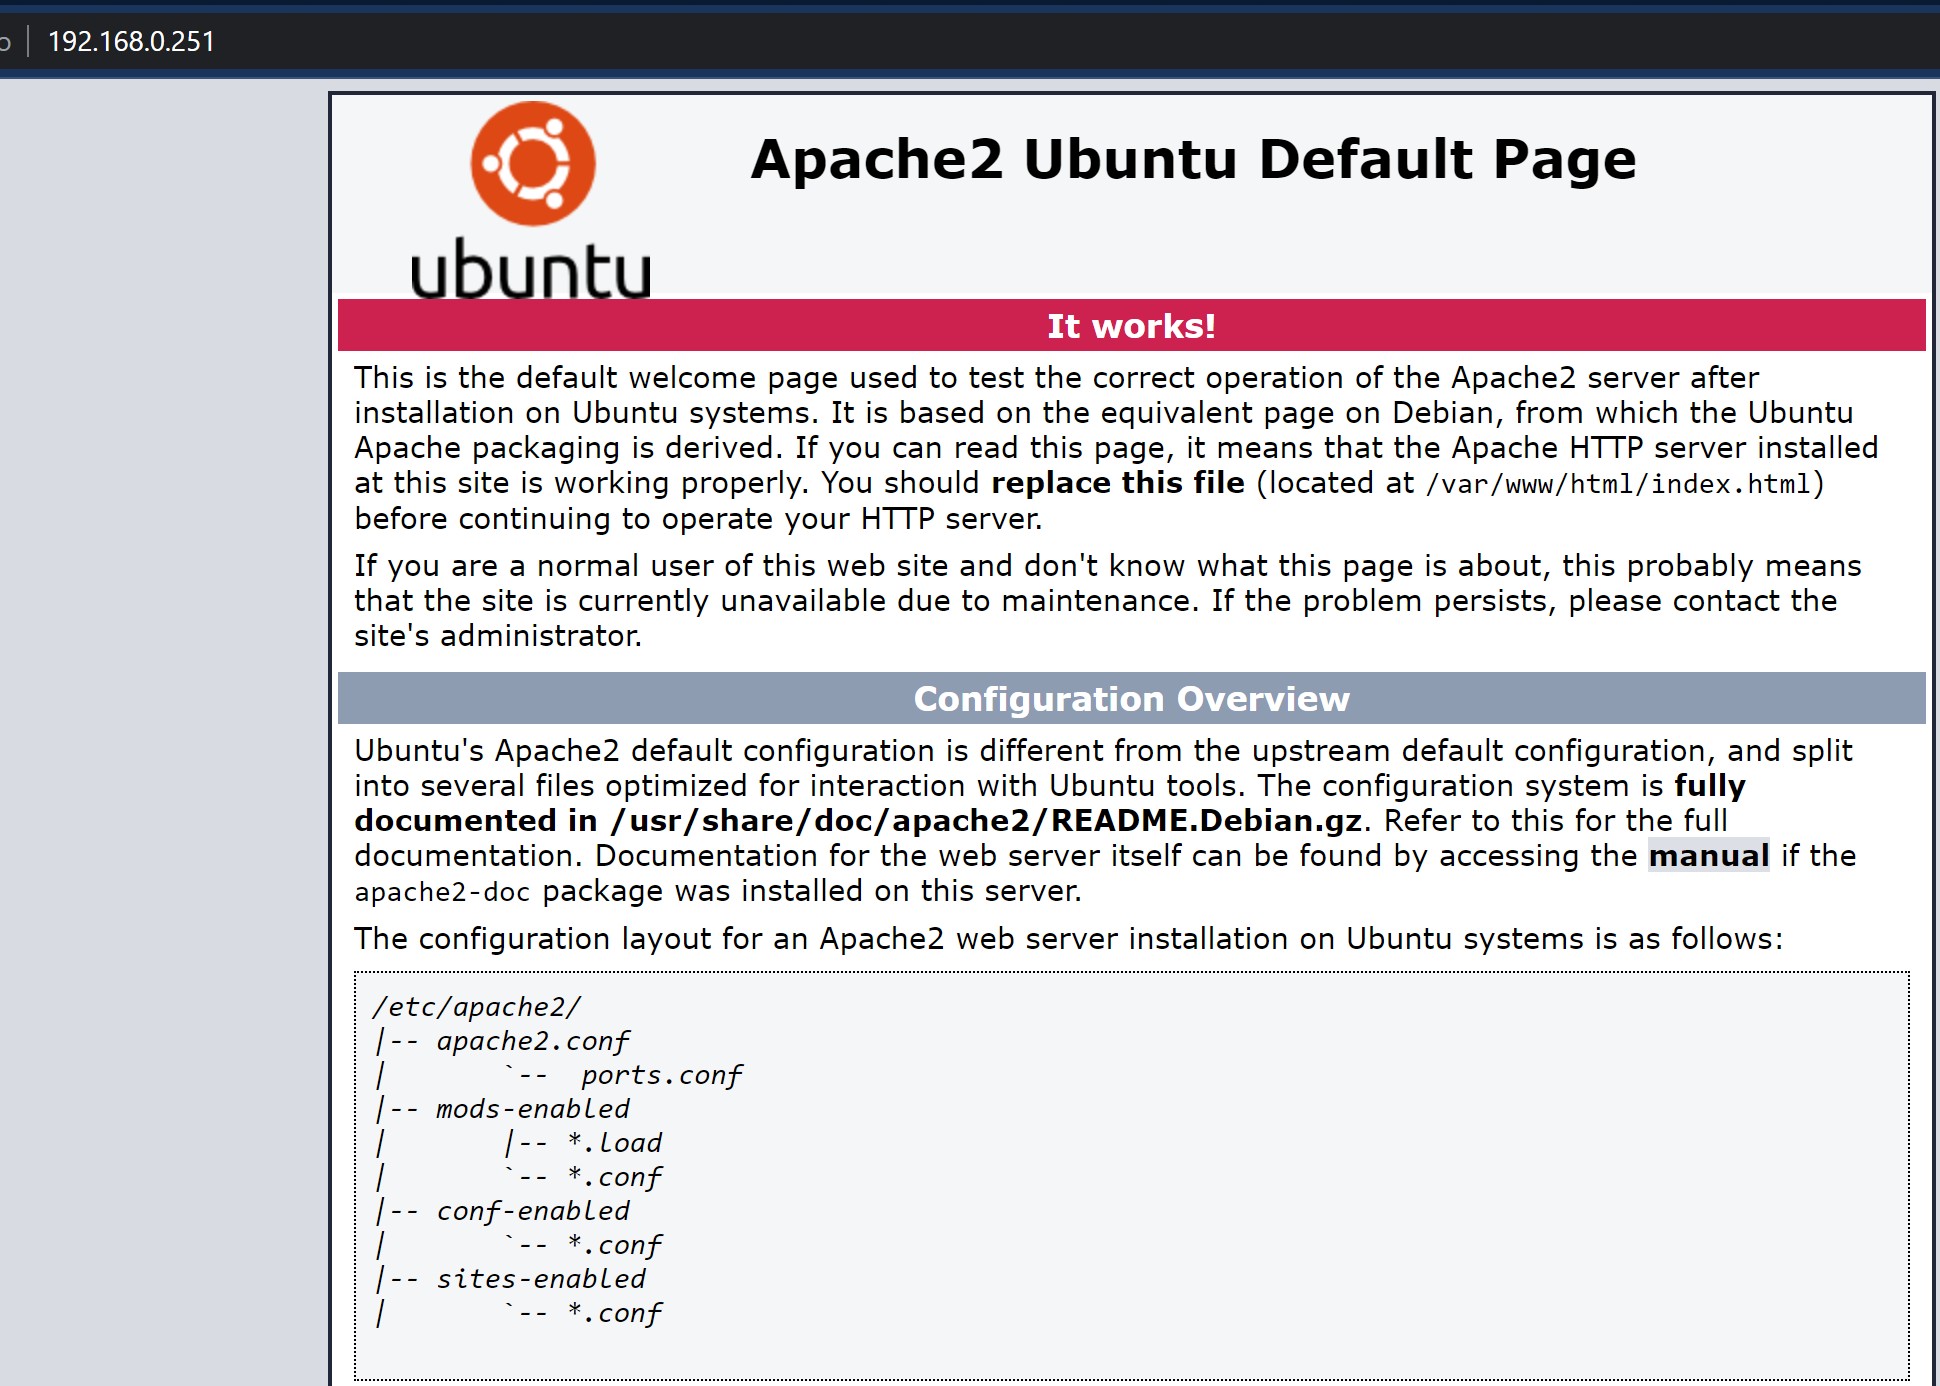 192.168.0.251
Apache2 Ubuntu Default Page
ubuntu
It works!
This is the default welcome page used to test the correct operation of the Apache2 server after
installation on Ubuntu systems. It is based on the equivalent page on Debian, from which the Ubuntu
Apache packaging is derived. If you can read this page, it means that the Apache HTTP server installed
at this site is working properly. You should replace this file (located at /var/www/html/index.html)
before continuing to operate your HTTP server.
If you are a normal user of this web site and don't know what this page is about, this probably means
that the site is currently unavailable due to maintenance. If the problem persists, please contact the
site's administrator.
Configuration Overview
Ubuntu's Apache2 default configuration is different from the upstream default configuration, and split
into several files optimized for interaction with Ubuntu tools. The configuration system is fully
documented in /usr/share/doc/apache2/README.Debian.gz. Refer to this for the full
documentation. Documentation for the web server itself can be found by accessing the manual if the
apache2-doc package was installed on this server.
The configuration layout for an Apache2 web server installation on Ubuntu systems is as follows:
/etc/apache2/
|-- apache2.conf
|       `--  ports.conf
|-- mods-enabled
|       |-- *.load
|       `-- *.conf
|-- conf-enabled
|       `-- *.conf
|-- sites-enabled
|       `-- *.conf